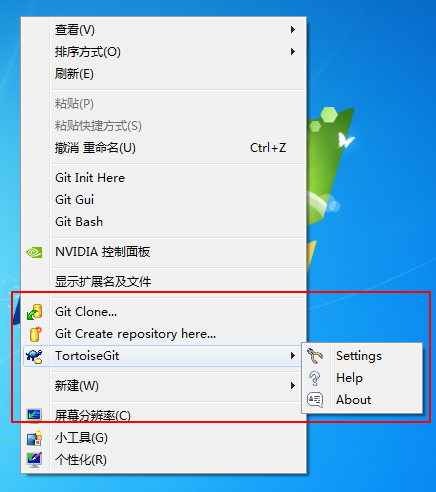 查看(V)
排序方式(O)
刷新(E)
粘贴(P)
粘贴快捷方式(S)
撤消 重命名(U) Ctrl+Z
Git Init Here
Git Gui
Git Bash
NVIDIA 控制面板
显示扩展名及文件
Git Clone...
Git Create repository here...
TortoiseGit
Settings
Help
About
新建(W)
屏幕分辨率(C)
小工具(G)
个性化(R)